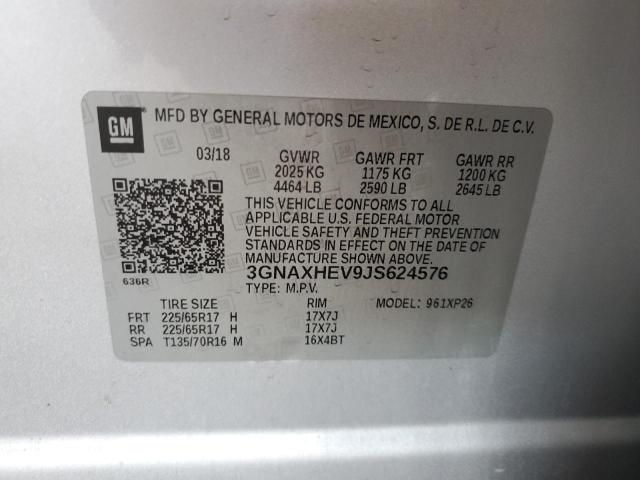 GM
MFD BY GENERAL MOTORS DE MEXICO, S. DE R.L. DE C.V.
03/18 GVWR GAWR FRT GAWR RR
2025 KG 1175 KG 1200 KG
4464 LB 2590 LB 2645 LB
THIS VEHICLE CONFORMS TO ALL
APPLICABLE U.S. FEDERAL MOTOR
VEHICLE SAFETY AND THEFT PREVENTION
STANDARDS IN EFFECT ON THE DATE OF
MANUFACTURE SHOWN ABOVE.
3GNAXHEV9JS624576
636R
TYPE: M.P.V.
TIRE SIZE RIM MODEL: 961XP26
FRT 225/65R17 H 17X7J
RR 225/65R17 H 17X7J
SPA T135/70R16 M 16X4BT